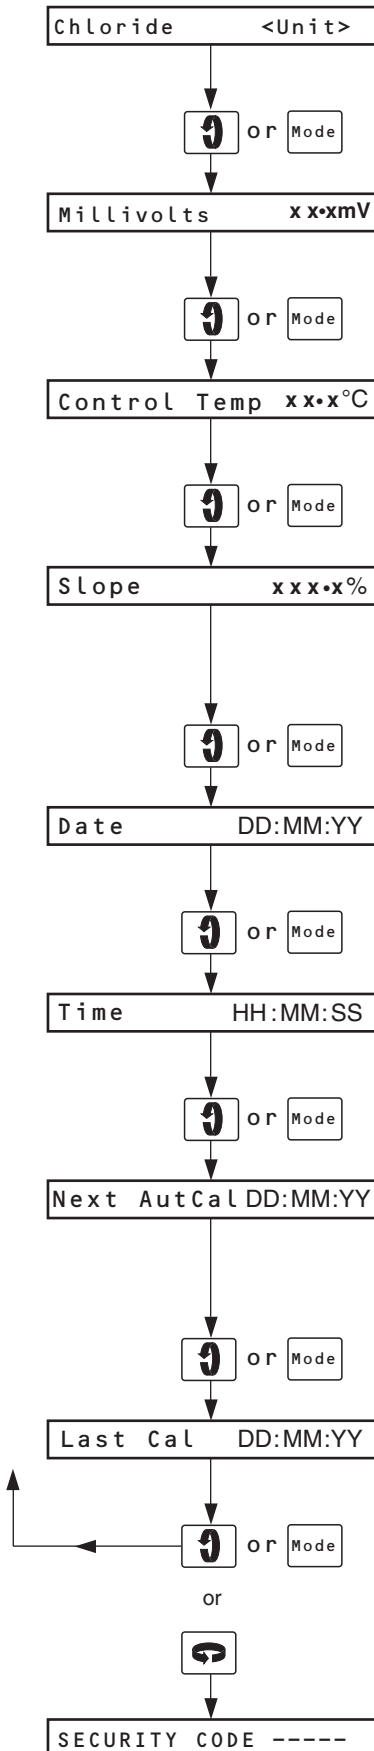 Chloride <Unit>
or Mode
Millivolts xx•xmV
or Mode
Control Temp xx•x°C
or Mode
Slope xxx•x%
or Mode
Date DD:MM:YY
or Mode
Time HH:MM:SS
or Mode
Next AutCal DD:MM:YY
or Mode
Last Cal DD:MM:YY
or Mode
or
SECURITY CODE -----